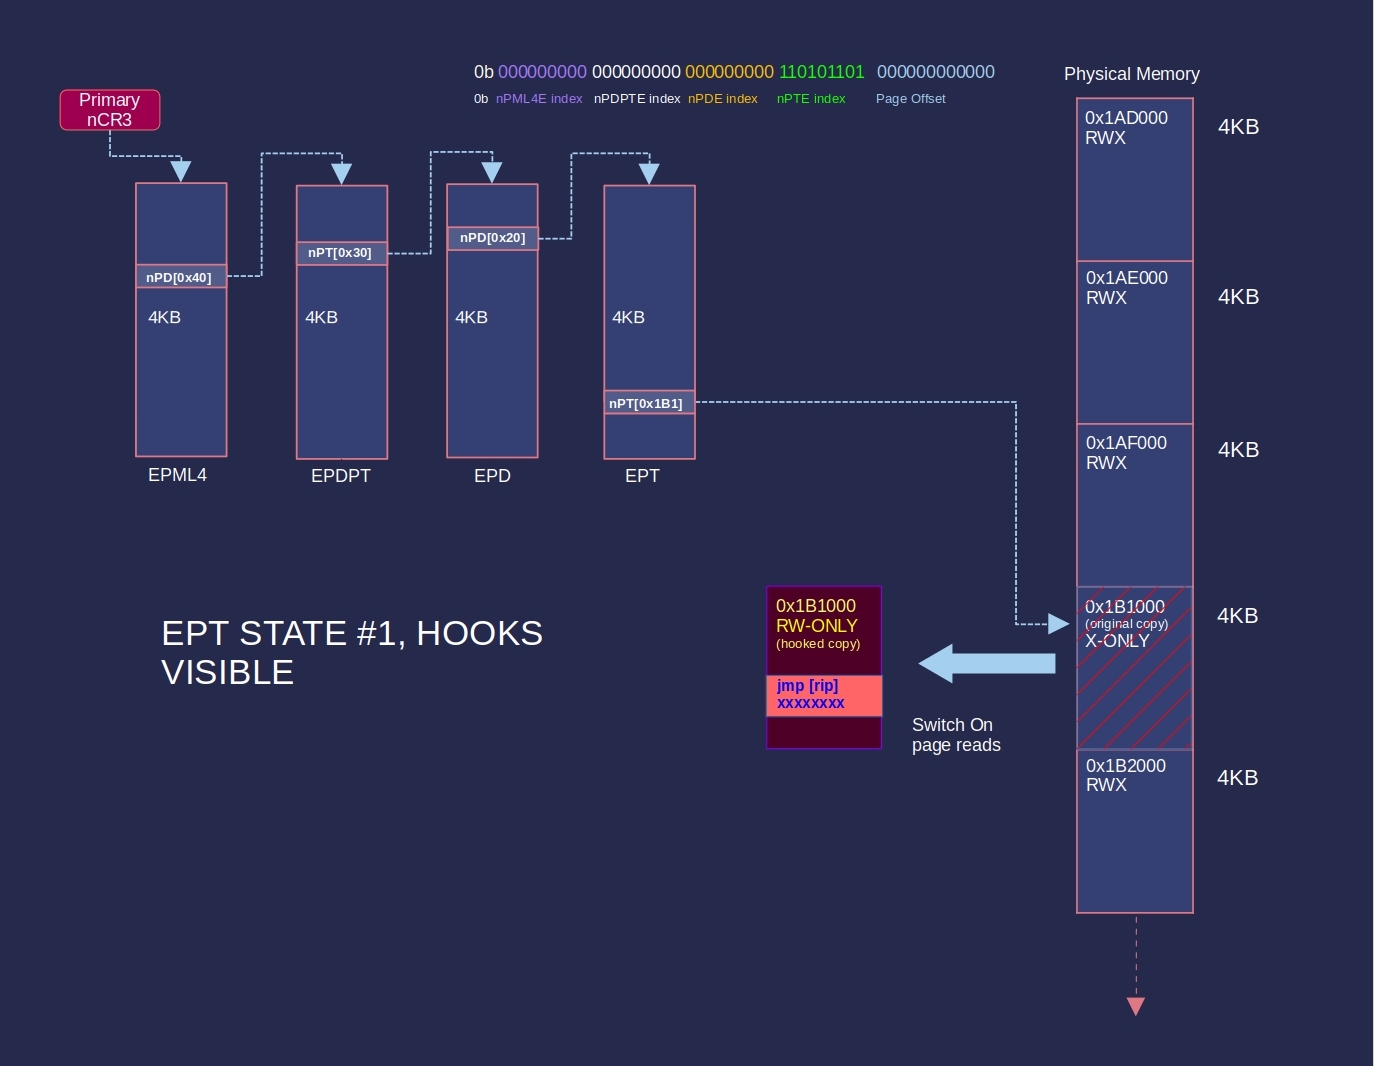 0b 000000000 000000000 000000000 110101101 000000000000
0b nPML4E index nPDPTE index nPDE index nPTE index Page Offset
Primary
nCR3
nPD[0x40]
4KB
EPML4
nPT[0x30]
4KB
EPDPT
nPD[0x20]
4KB
EPD
4KB
nPT[0x1B1]
EPT
EPT STATE #1, HOOKS
VISIBLE
0x1B1000
RW-ONLY
(hooked copy)
jmp [rip]
xxxxxxxx
Switch On
page reads
Physical Memory
0x1AD000
RWX
4KB
0x1AE000
RWX
4KB
0x1AF000
RWX
4KB
0x1B1000
(original copy)
X-ONLY
4KB
0x1B2000
RWX
4KB